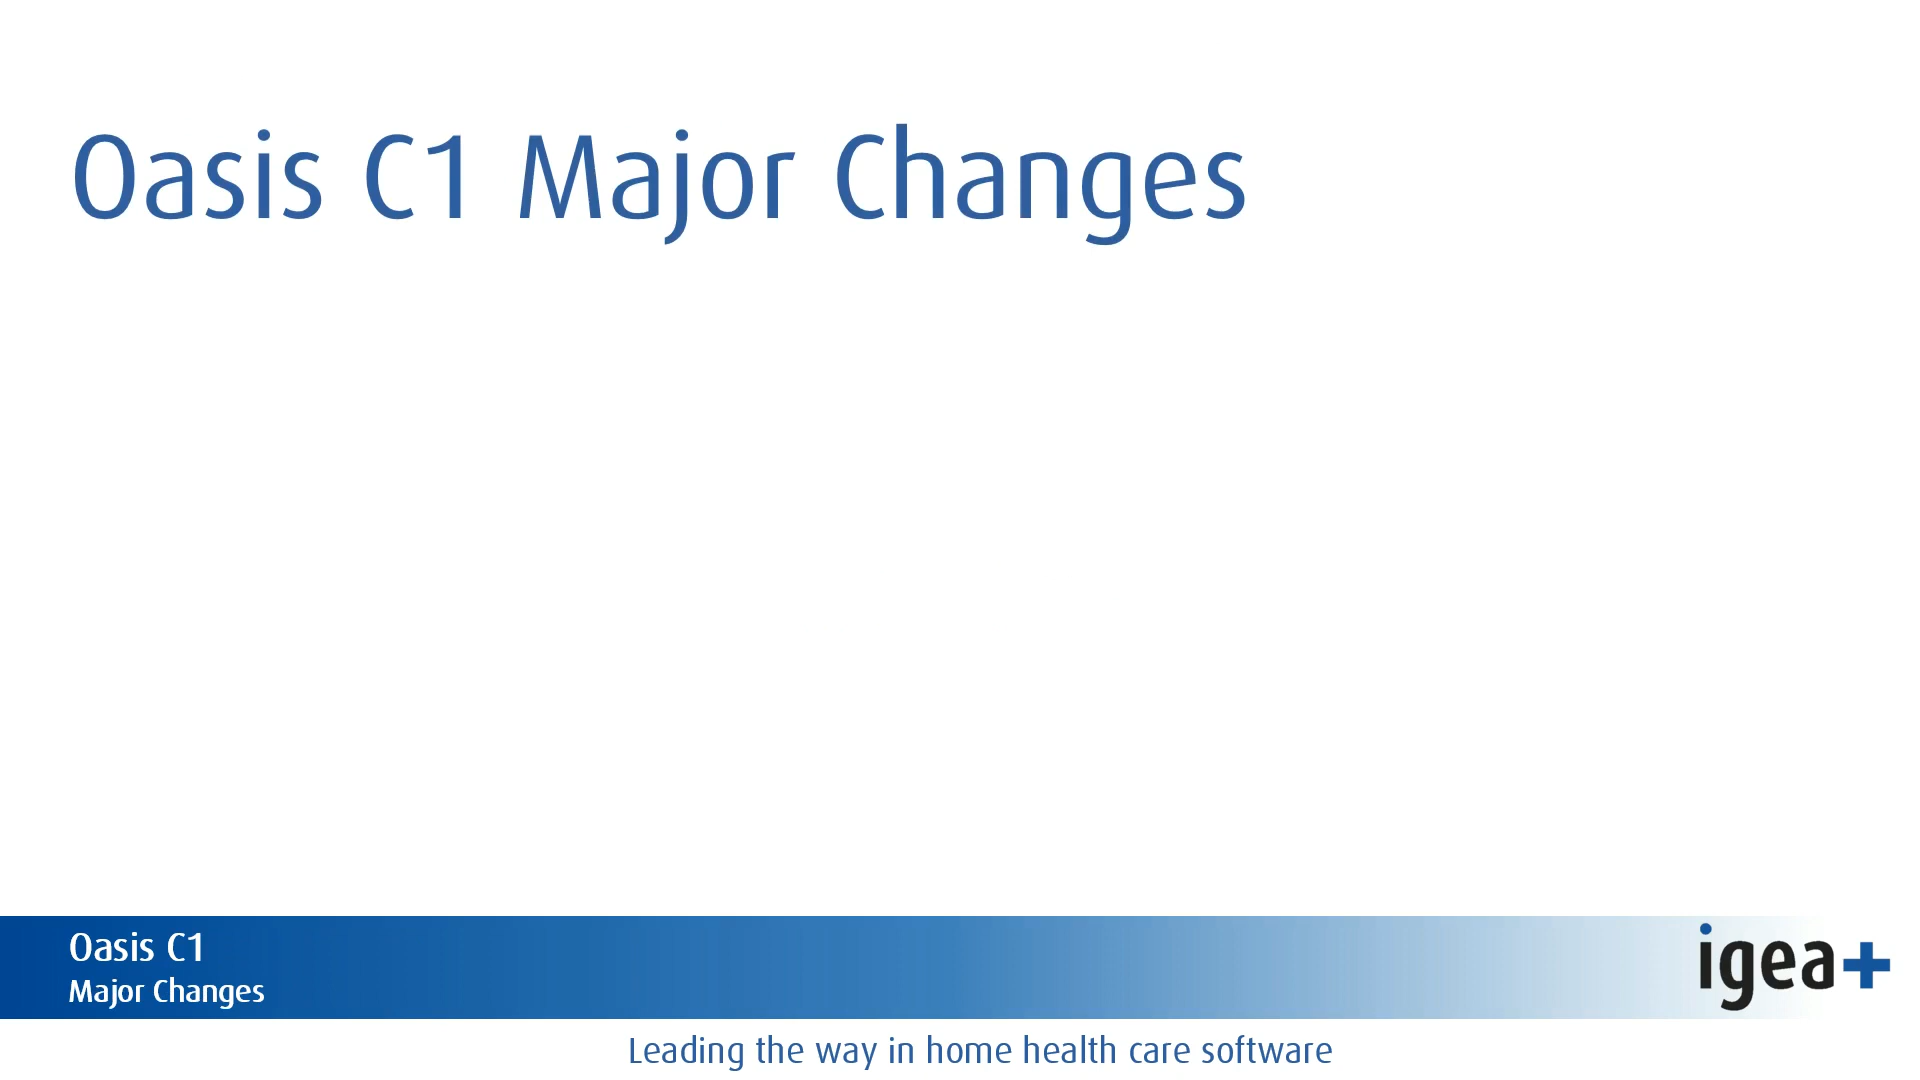 Oasis C1 Major Changes
Oasis C1
Major Changes
igea+
Leading the way in home health care software